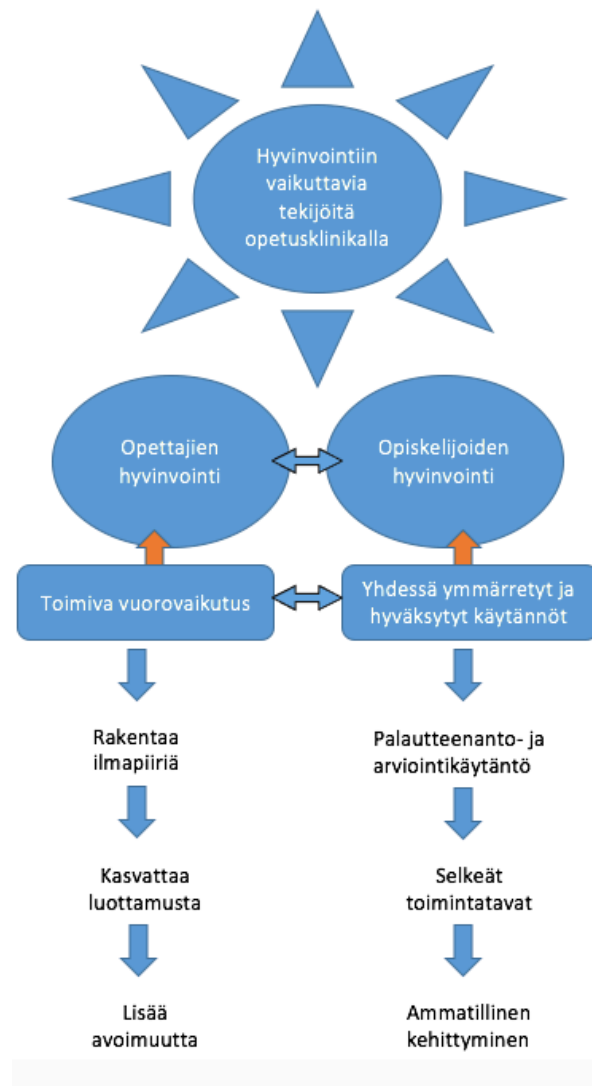 Hyvinvointiin
vaikuttavia
tekijöitä
opetusklinikalla
Opettajien
hyvinvointi
Opiskelijoiden
hyvinvointi
Toimiva vuorovaikutus
Yhdessä ymmärretyt ja
hyväksytyt käytännöt
Rakentaa
ilmapiiriä
Palautteenanto- ja
arviointikäytäntö
Kasvattaa
luottamusta
Selkeät
toimintatavat
Lisää
avoimuutta
Ammatillinen
kehittyminen